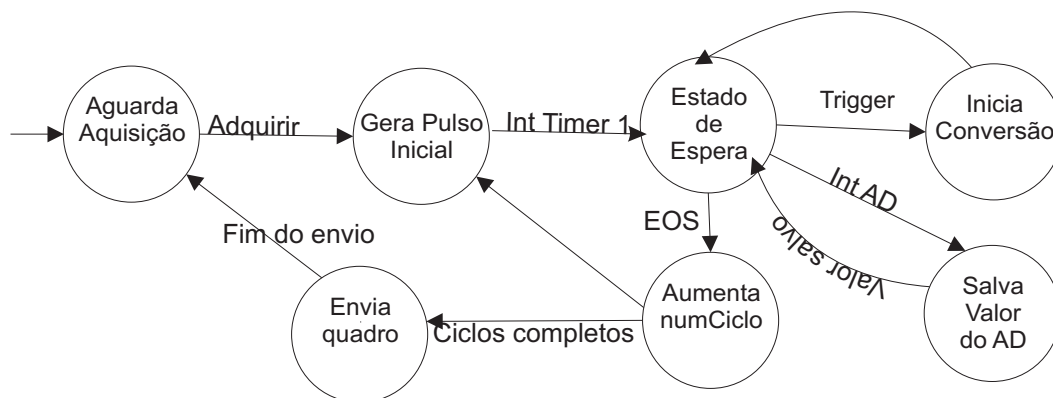 Aguarda
Aquisição
Adquirir
Gera Pulso
Inicial
Int Timer 1
Estado
de
Espera
Trigger
Inicia
Conversão
Int AD
Valor salvo
Salva
Valor
do AD
EOS
Aumenta
numCiclo
Ciclos completos
Envia
quadro
Fim do envio